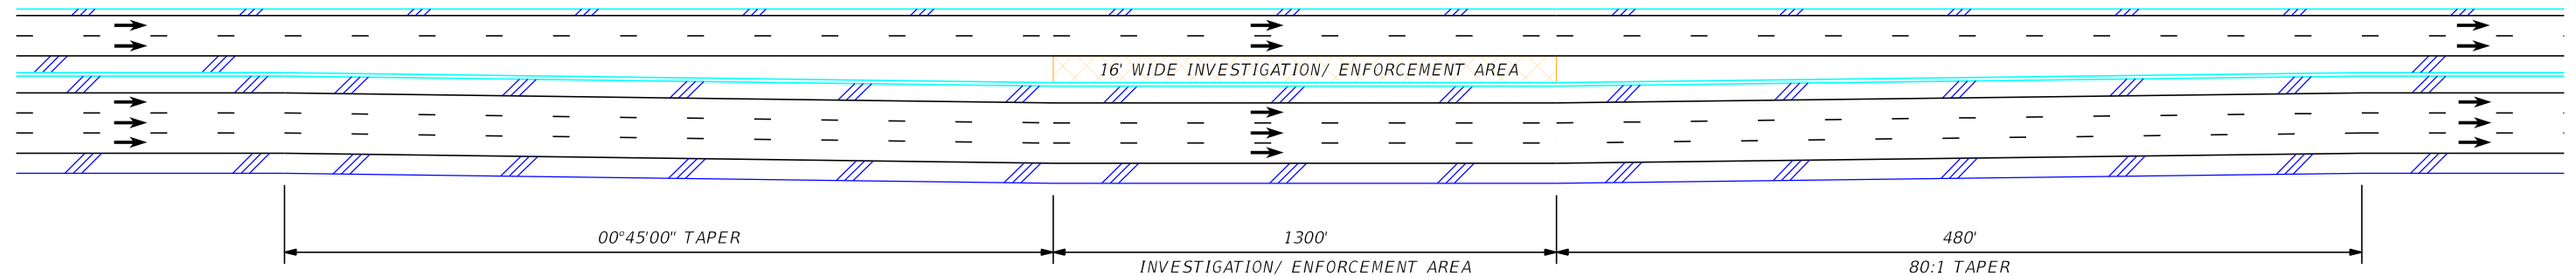 16' WIDE INVESTIGATION/ ENFORCEMENT AREA
00°45'00" TAPER
1300'
480'
INVESTIGATION/ ENFORCEMENT AREA
80:1 TAPER